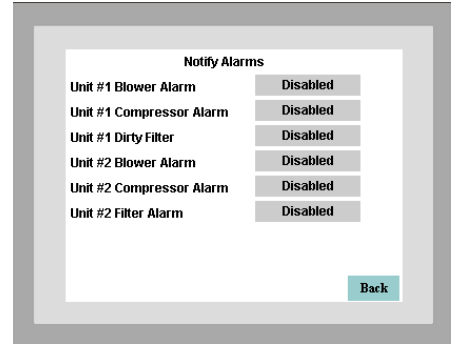 Notify Alarms
Unit #1 Blower Alarm Disabled
Unit #1 Compressor Alarm Disabled
Unit #1 Dirty Filter Disabled
Unit #2 Blower Alarm Disabled
Unit #2 Compressor Alarm Disabled
Unit #2 Filter Alarm Disabled
Back